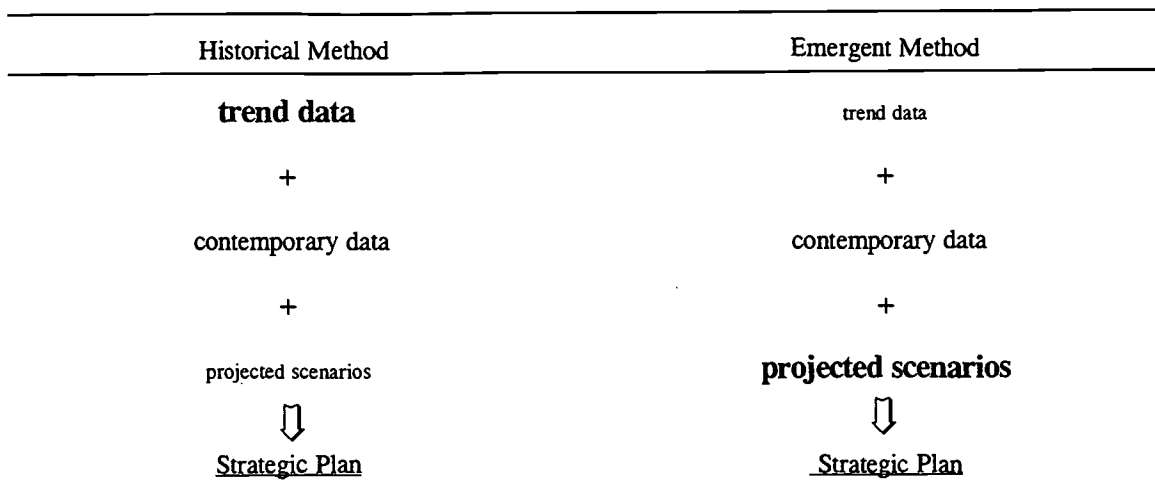 Historical Method Emergent Method
trend data trend data
+ +
contemporary data contemporary data
+ +
projected scenarios projected scenarios
Strategic Plan Strategic Plan